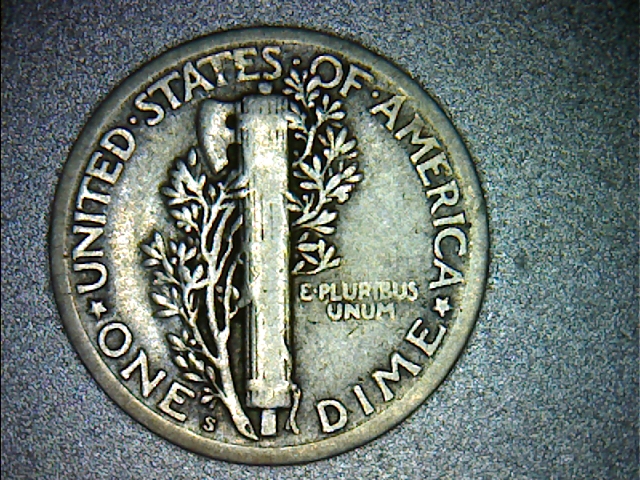 UNITED·STATES·OF·AMERICA
E·PLURIBUS
UNUM
ONE DIME
S